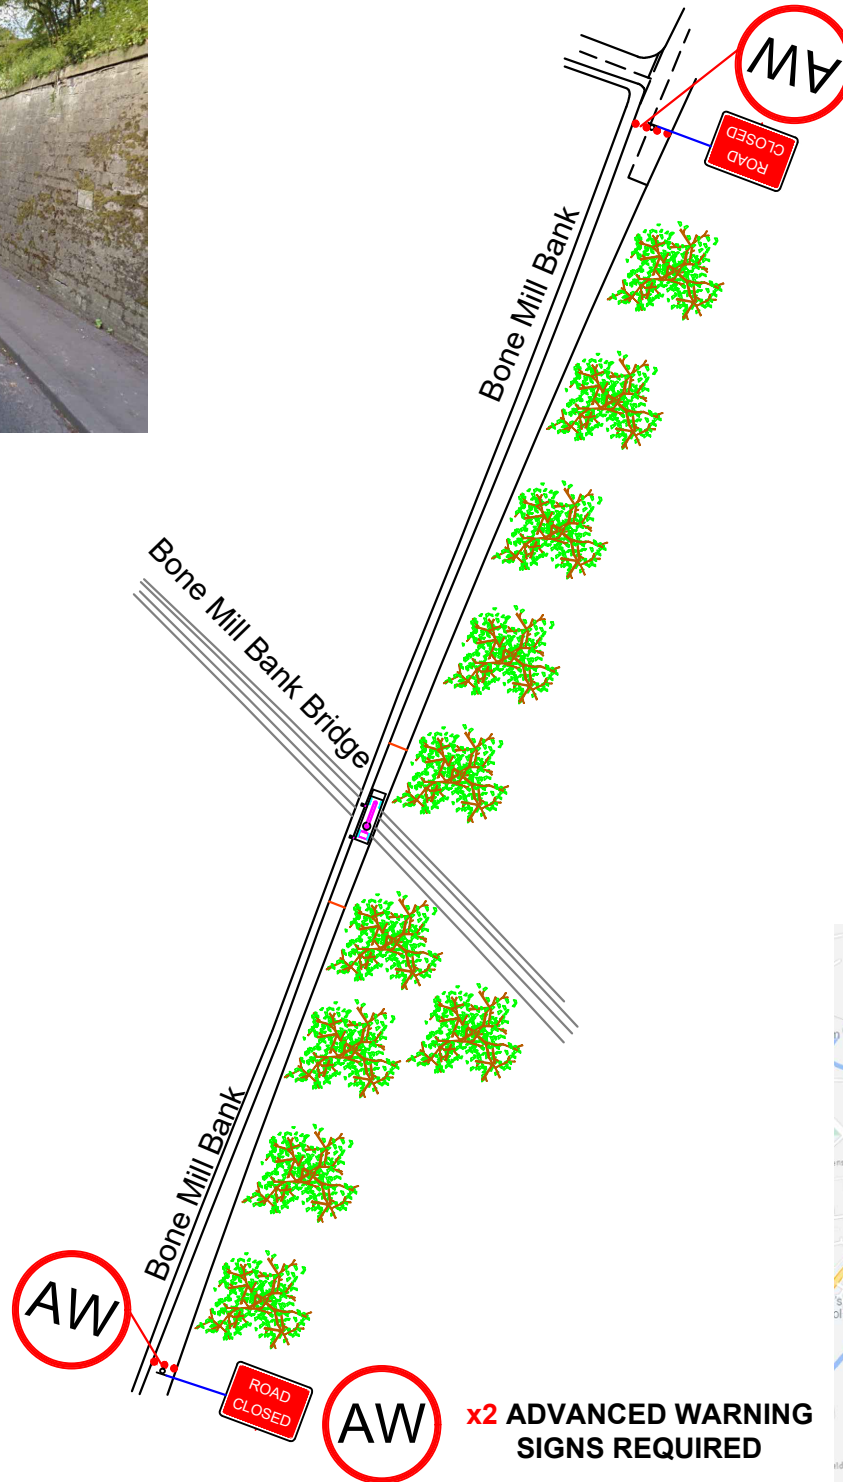 AW
ROAD
CLOSED
Bone Mill Bank
Bone Mill Bank Bridge
Bone Mill Bank
AW
ROAD
CLOSED
AW
x2 ADVANCED WARNING
SIGNS REQUIRED